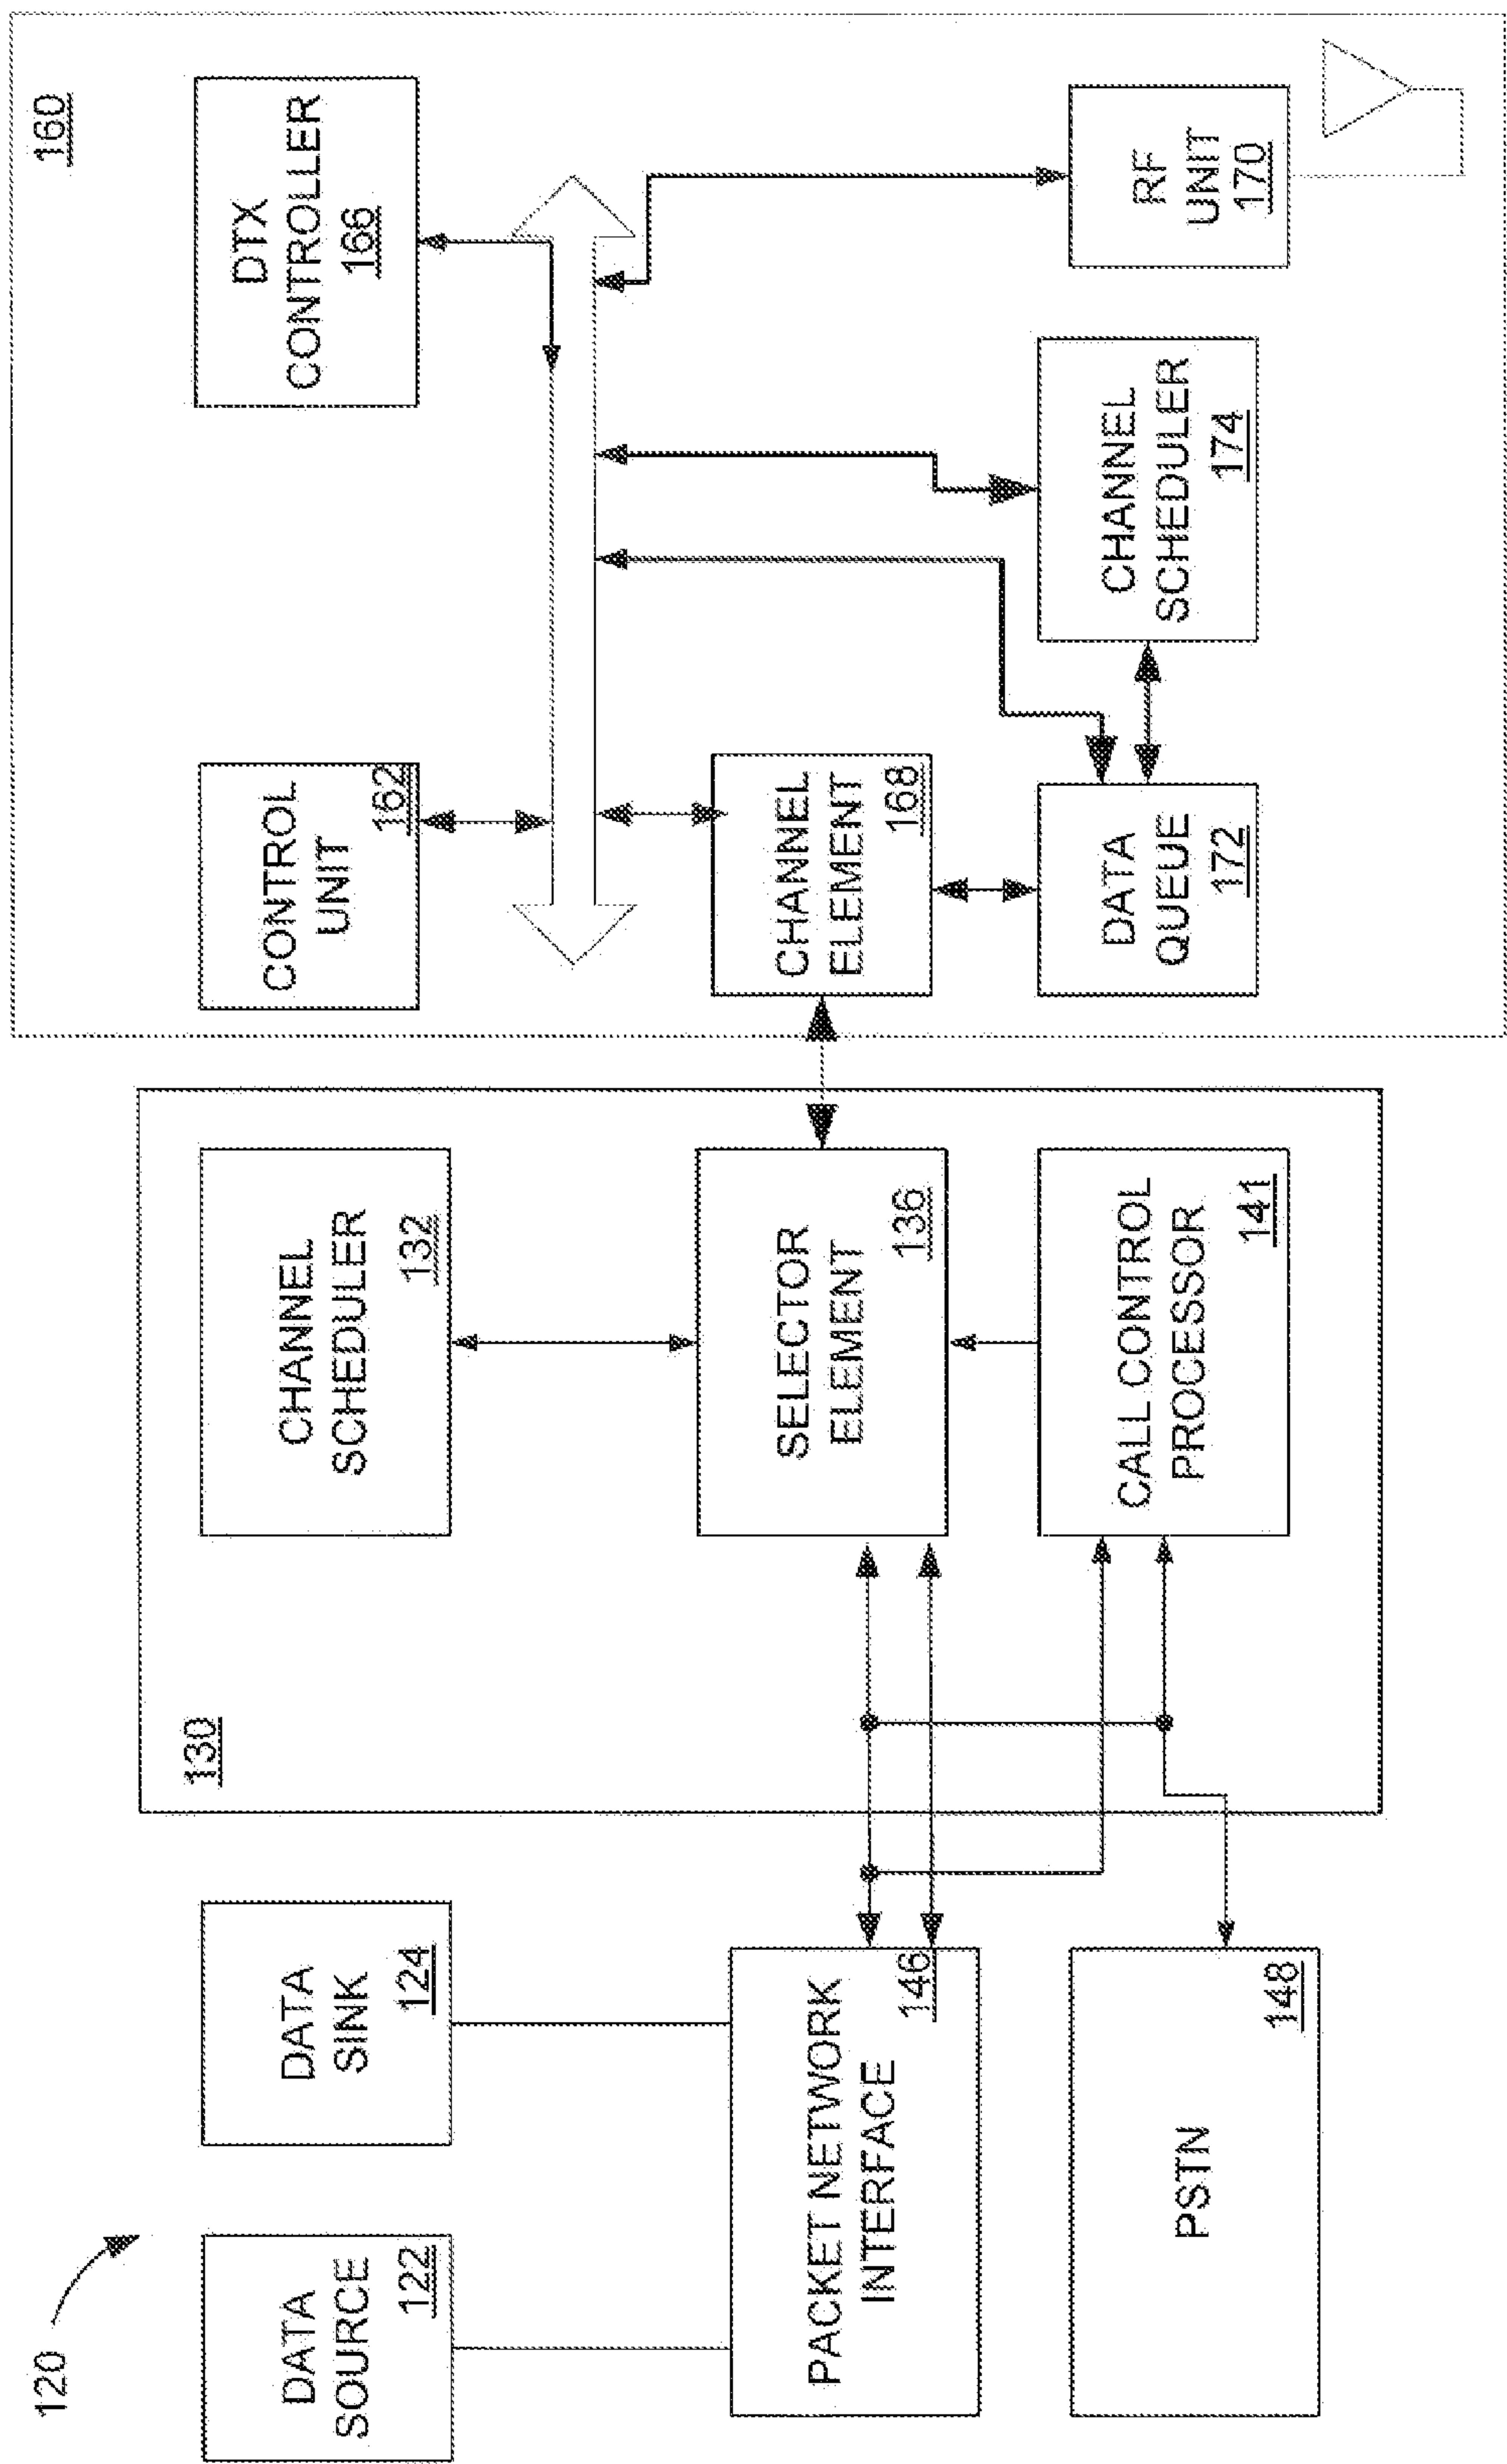 120
DATA
SOURCE
122
DATA
SINK
124
PACKET NETWORK
INTERFACE
146
PSTN
148
130
CHANNEL
SCHEDULER
132
SELECTOR
ELEMENT
136
CALL CONTROL
PROCESSOR
141
160
CONTROL
UNIT
162
DTX
CONTROLLER
166
CHANNEL
ELEMENT
168
DATA
QUEUE
172
CHANNEL
SCHEDULER
174
RF
UNIT
170